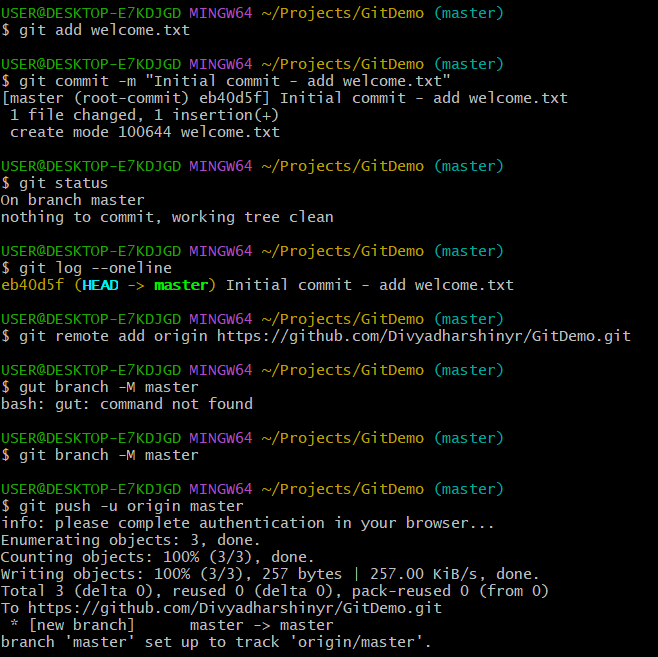 USER@DESKTOP-E7KDJGD MINGW64 ~/Projects/GitDemo (master)
$ git add welcome.txt
USER@DESKTOP-E7KDJGD MINGW64 ~/Projects/GitDemo (master)
$ git commit -m "Initial commit - add welcome.txt"
[master (root-commit) eb40d5f] Initial commit - add welcome.txt
 1 file changed, 1 insertion(+)
 create mode 100644 welcome.txt
USER@DESKTOP-E7KDJGD MINGW64 ~/Projects/GitDemo (master)
$ git status
On branch master
nothing to commit, working tree clean
USER@DESKTOP-E7KDJGD MINGW64 ~/Projects/GitDemo (master)
$ git log --oneline
eb40d5f (HEAD -> master) Initial commit - add welcome.txt
USER@DESKTOP-E7KDJGD MINGW64 ~/Projects/GitDemo (master)
$ git remote add origin https://github.com/Divyadharshinyr/GitDemo.git
USER@DESKTOP-E7KDJGD MINGW64 ~/Projects/GitDemo (master)
$ gut branch -M master
bash: gut: command not found
USER@DESKTOP-E7KDJGD MINGW64 ~/Projects/GitDemo (master)
$ git branch -M master
USER@DESKTOP-E7KDJGD MINGW64 ~/Projects/GitDemo (master)
$ git push -u origin master
info: please complete authentication in your browser...
Enumerating objects: 3, done.
Counting objects: 100% (3/3), done.
Writing objects: 100% (3/3), 257 bytes | 257.00 KiB/s, done.
Total 3 (delta 0), reused 0 (delta 0), pack-reused 0 (from 0)
To https://github.com/Divyadharshinyr/GitDemo.git
 * [new branch]      master -> master
branch 'master' set up to track 'origin/master'.